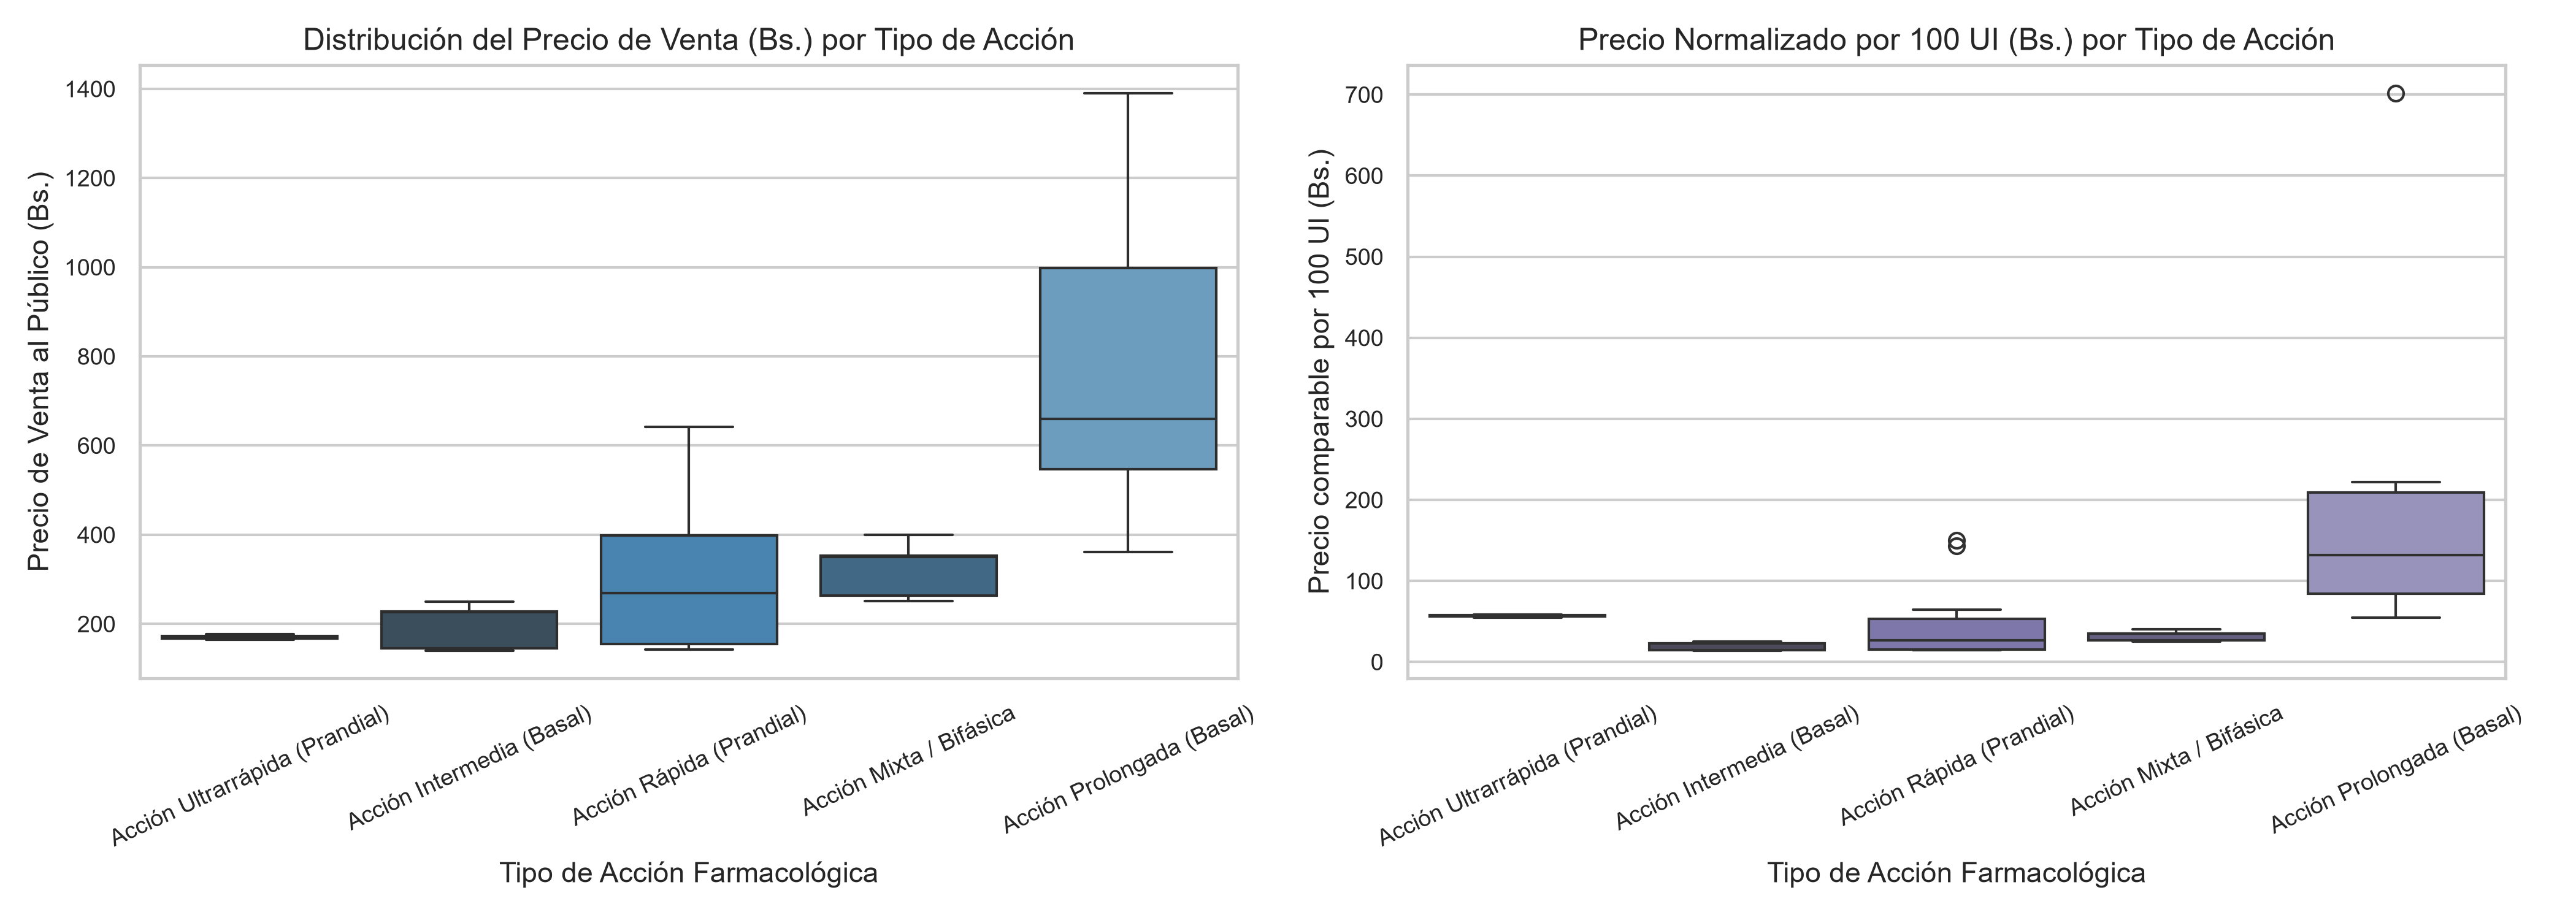 Distribución del Precio de Venta (Bs.) por Tipo de Acción
Precio de Venta al Público (Bs.)
1400
1200
1000
800
600
400
200
Acción Ultrarrápida (Prandial)
Acción Intermedia (Basal)
Acción Rápida (Prandial)
Acción Mixta / Bifásica
Acción Prolongada (Basal)
Tipo de Acción Farmacológica
Precio Normalizado por 100 UI (Bs.) por Tipo de Acción
Precio comparable por 100 UI (Bs.)
700
600
500
400
300
200
100
0
Acción Ultrarrápida (Prandial)
Acción Intermedia (Basal)
Acción Rápida (Prandial)
Acción Mixta / Bifásica
Acción Prolongada (Basal)
Tipo de Acción Farmacológica